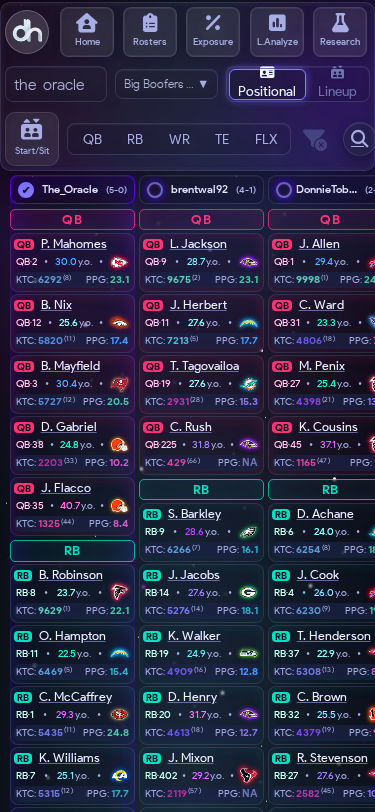 dh
Home
Rosters
Exposure
L.Analyze
Research
the oracle
Big Boofers ... ▼
Positional
Lineup
Start/Sit
QB RB WR TE FLX
The_Oracle (5-0)
QB
QB P. Mahomes
QB·2 • 30.0 y.o. •
KTC: 6292 (8) PPG: 23.1
QB B. Nix
QB·12 • 25.6 y.o. •
KTC: 5820 (11) PPG: 17.4
QB B. Mayfield
QB·3 • 30.4 y.o. •
KTC: 5727 (12) PPG: 20.5
QB D. Gabriel
QB·38 • 24.8 y.o. •
KTC: 2203 (33) PPG: 10.2
QB J. Flacco
QB·35 • 40.7 y.o. •
KTC: 1325 (44) PPG: 8.4
RB
RB B. Robinson
RB·8 • 23.7 y.o. •
KTC: 9629 (1) PPG: 22.1
RB O. Hampton
RB·11 • 22.5 y.o. •
KTC: 6469 (5) PPG: 15.4
RB C. McCaffrey
RB·1 • 29.3 y.o. •
KTC: 5435 (11) PPG: 24.8
RB K. Williams
RB·7 • 25.1 y.o. •
KTC: 5315 (12) PPG: 17.7
brentwal92 (4-1)
QB
QB L. Jackson
QB·9 • 28.7 y.o. •
KTC: 9675 (2) PPG: 23.1
QB J. Herbert
QB·11 • 27.6 y.o. •
KTC: 7213 (5) PPG: 17.7
QB T. Tagovailoa
QB·19 • 27.6 y.o. •
KTC: 2931 (28) PPG: 15.3
QB C. Rush
QB·225 • 31.8 y.o. •
KTC: 429 (66) PPG: NA
RB
RB S. Barkley
RB·9 • 28.6 y.o. •
KTC: 6266 (7) PPG: 16.1
RB J. Jacobs
RB·14 • 27.6 y.o. •
KTC: 5276 (14) PPG: 18.1
RB K. Walker
RB·19 • 24.9 y.o. •
KTC: 4909 (16) PPG: 12.8
RB D. Henry
RB·20 • 31.7 y.o. •
KTC: 4613 (18) PPG: 12.7
RB J. Mixon
RB·402 • 29.2 y.o. •
KTC: 2119 (57) PPG: NA
DonnieTob...
QB
QB J. Allen
QB·1 • 29.4 y.o. •
KTC: 9998 (1) PPG:
QB C. Ward
QB·31 • 23.3 y.o. •
KTC: 4806 (18) PPG:
QB M. Penix
QB·27 • 25.4 y.o. •
KTC: 4398 (21) PPG:
QB K. Cousins
QB·45 • 37.1 y.o. •
KTC: 1165 (47) PPG:
RB
RB D. Achane
RB·6 • 24.0 y.o. •
KTC: 6254 (8) PPG:
RB J. Cook
RB·4 • 26.0 y.o. •
KTC: 6230 (9) PPG:
RB T. Henderson
RB·37 • 22.9 y.o. •
KTC: 5308 (13) PPG:
RB C. Brown
RB·32 • 25.5 y.o. •
KTC: 4379 (19) PPG:
RB R. Stevenson
RB·27 • 27.6 y.o. •
KTC: 2582 (45) PPG: